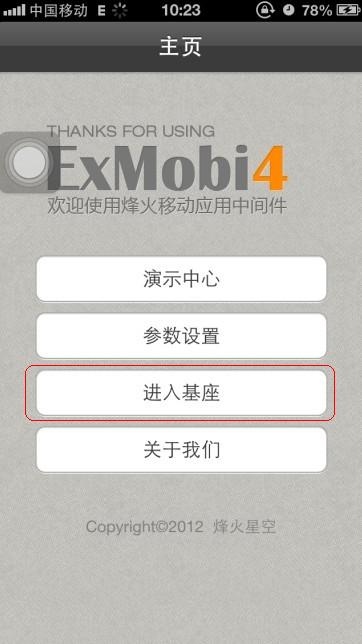 中国移动 E 10:23 78%
主页
THANKS FOR USING
ExMobi4
欢迎使用烽火移动应用中间件
演示中心
参数设置
进入基座
关于我们
Copyright©2012 烽火星空